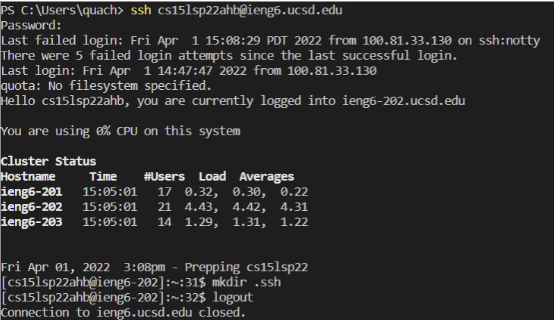 PS C:\Users\quach> ssh cs15lsp22ahb@ieng6.ucsd.edu
Password:
Last failed login: Fri Apr  1 15:08:29 PDT 2022 from 100.81.33.130 on ssh:notty
There were 5 failed login attempts since the last successful login.
Last login: Fri Apr  1 14:47:47 2022 from 100.81.33.130
quota: No filesystem specified.
Hello cs15lsp22ahb, you are currently logged into ieng6-202.ucsd.edu
You are using 0% CPU on this system
Cluster Status
Hostname     Time    #Users  Load  Averages
ieng6-201   15:05:01   17  0.32,  0.30,  0.22
ieng6-202   15:05:01   21  4.43,  4.42,  4.31
ieng6-203   15:05:01   14  1.29,  1.31,  1.22
Fri Apr 01, 2022  3:08pm - Prepping cs15lsp22
[cs15lsp22ahb@ieng6-202]:~:31$ mkdir .ssh
[cs15lsp22ahb@ieng6-202]:~:32$ logout
Connection to ieng6.ucsd.edu closed.